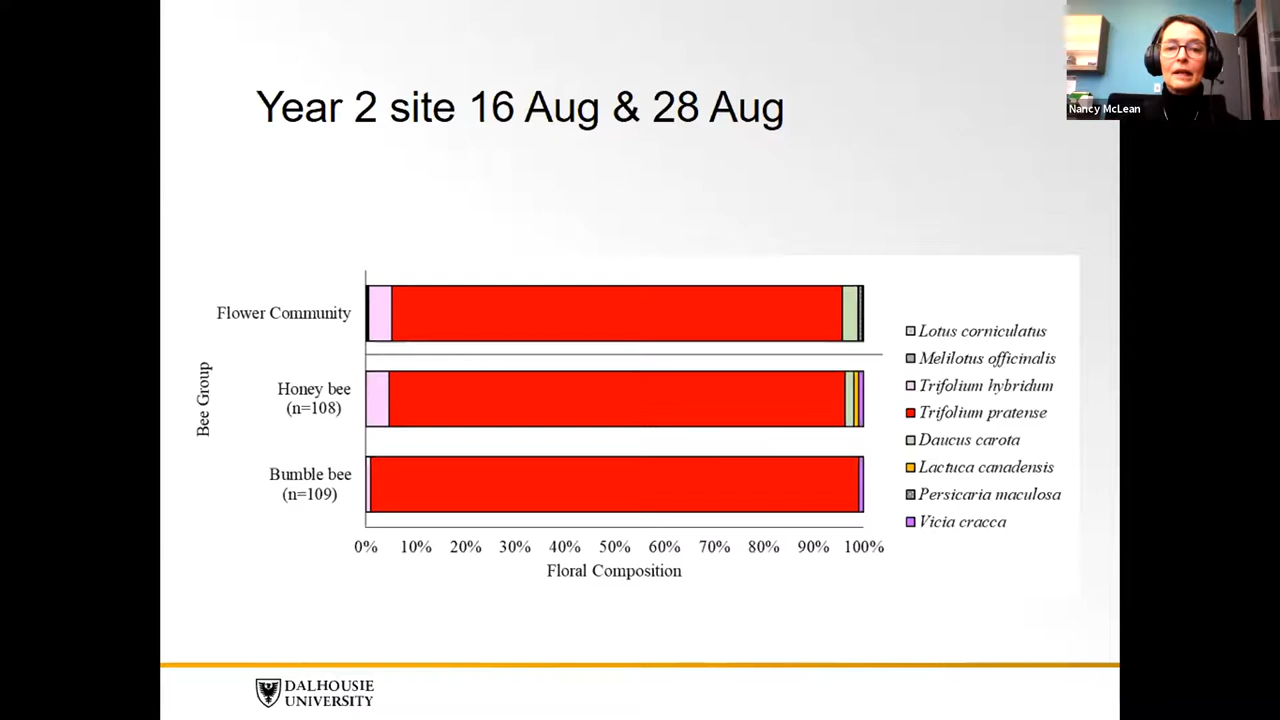 Nancy McLean
Year 2 site 16 Aug & 28 Aug
Flower Community
Honey bee
(n=108)
Bumble bee
(n=109)
Bee Group
0% 10% 20% 30% 40% 50% 60% 70% 80% 90% 100%
Floral Composition
Lotus corniculatus
Melilotus officinalis
Trifolium hybridum
Trifolium pratense
Daucus carota
Lactuca canadensis
Persicaria maculosa
Vicia cracca
DALHOUSIE
UNIVERSITY